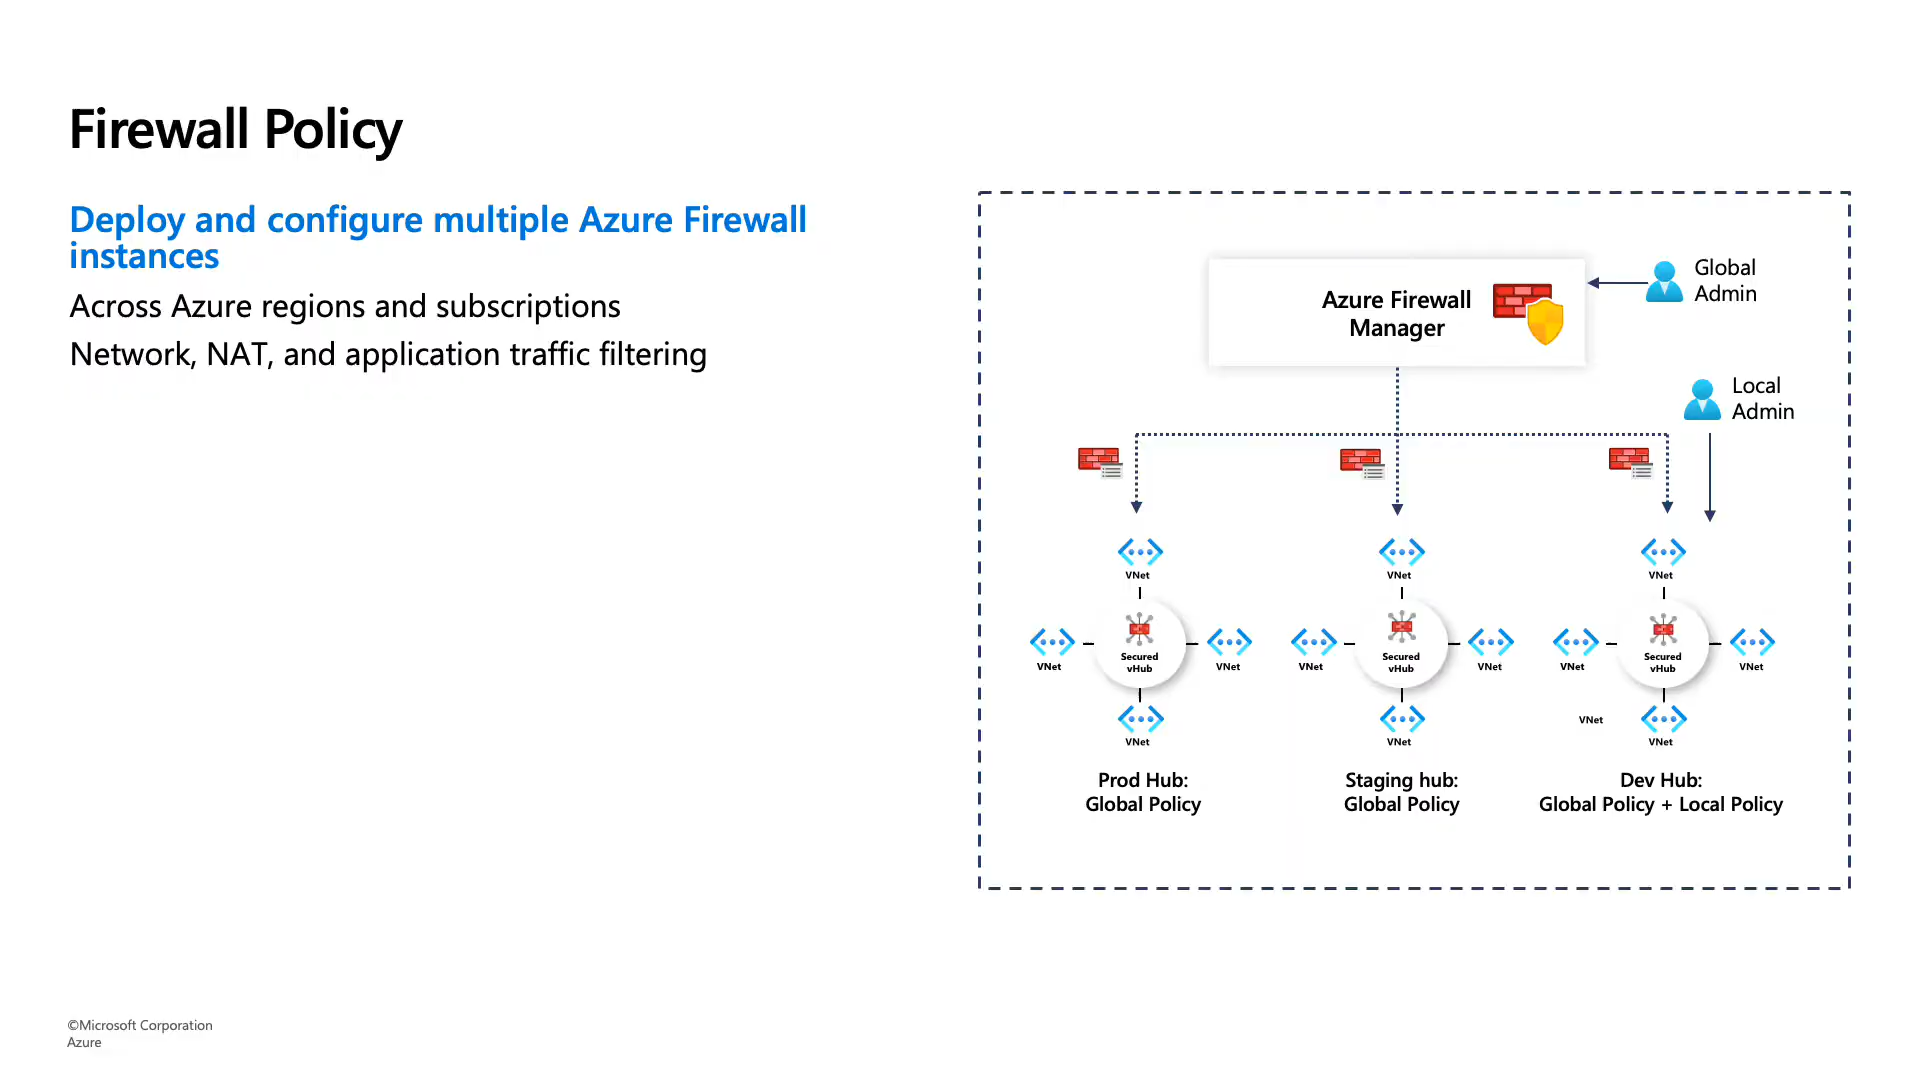 Firewall Policy
Deploy and configure multiple Azure Firewall
instances
Across Azure regions and subscriptions
Network, NAT, and application traffic filtering
Azure Firewall
Manager
Global
Admin
Local
Admin
VNet
VNet
Secured
vHub
VNet
VNet
Prod Hub:
Global Policy
VNet
VNet
Secured
vHub
VNet
VNet
Staging hub:
Global Policy
VNet
VNet
Secured
vHub
VNet
VNet
VNet
Dev Hub:
Global Policy + Local Policy
©Microsoft Corporation
Azure